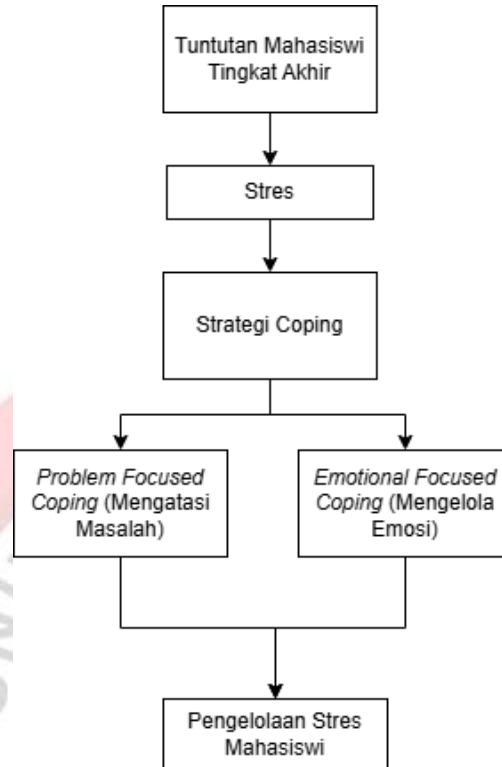 Tuntutan Mahasiswi
Tingkat Akhir
Stres
Strategi Coping
Problem Focused
Coping (Mengatasi
Masalah)
Emotional Focused
Coping (Mengelola
Emosi)
Pengelolaan Stres
Mahasiswi